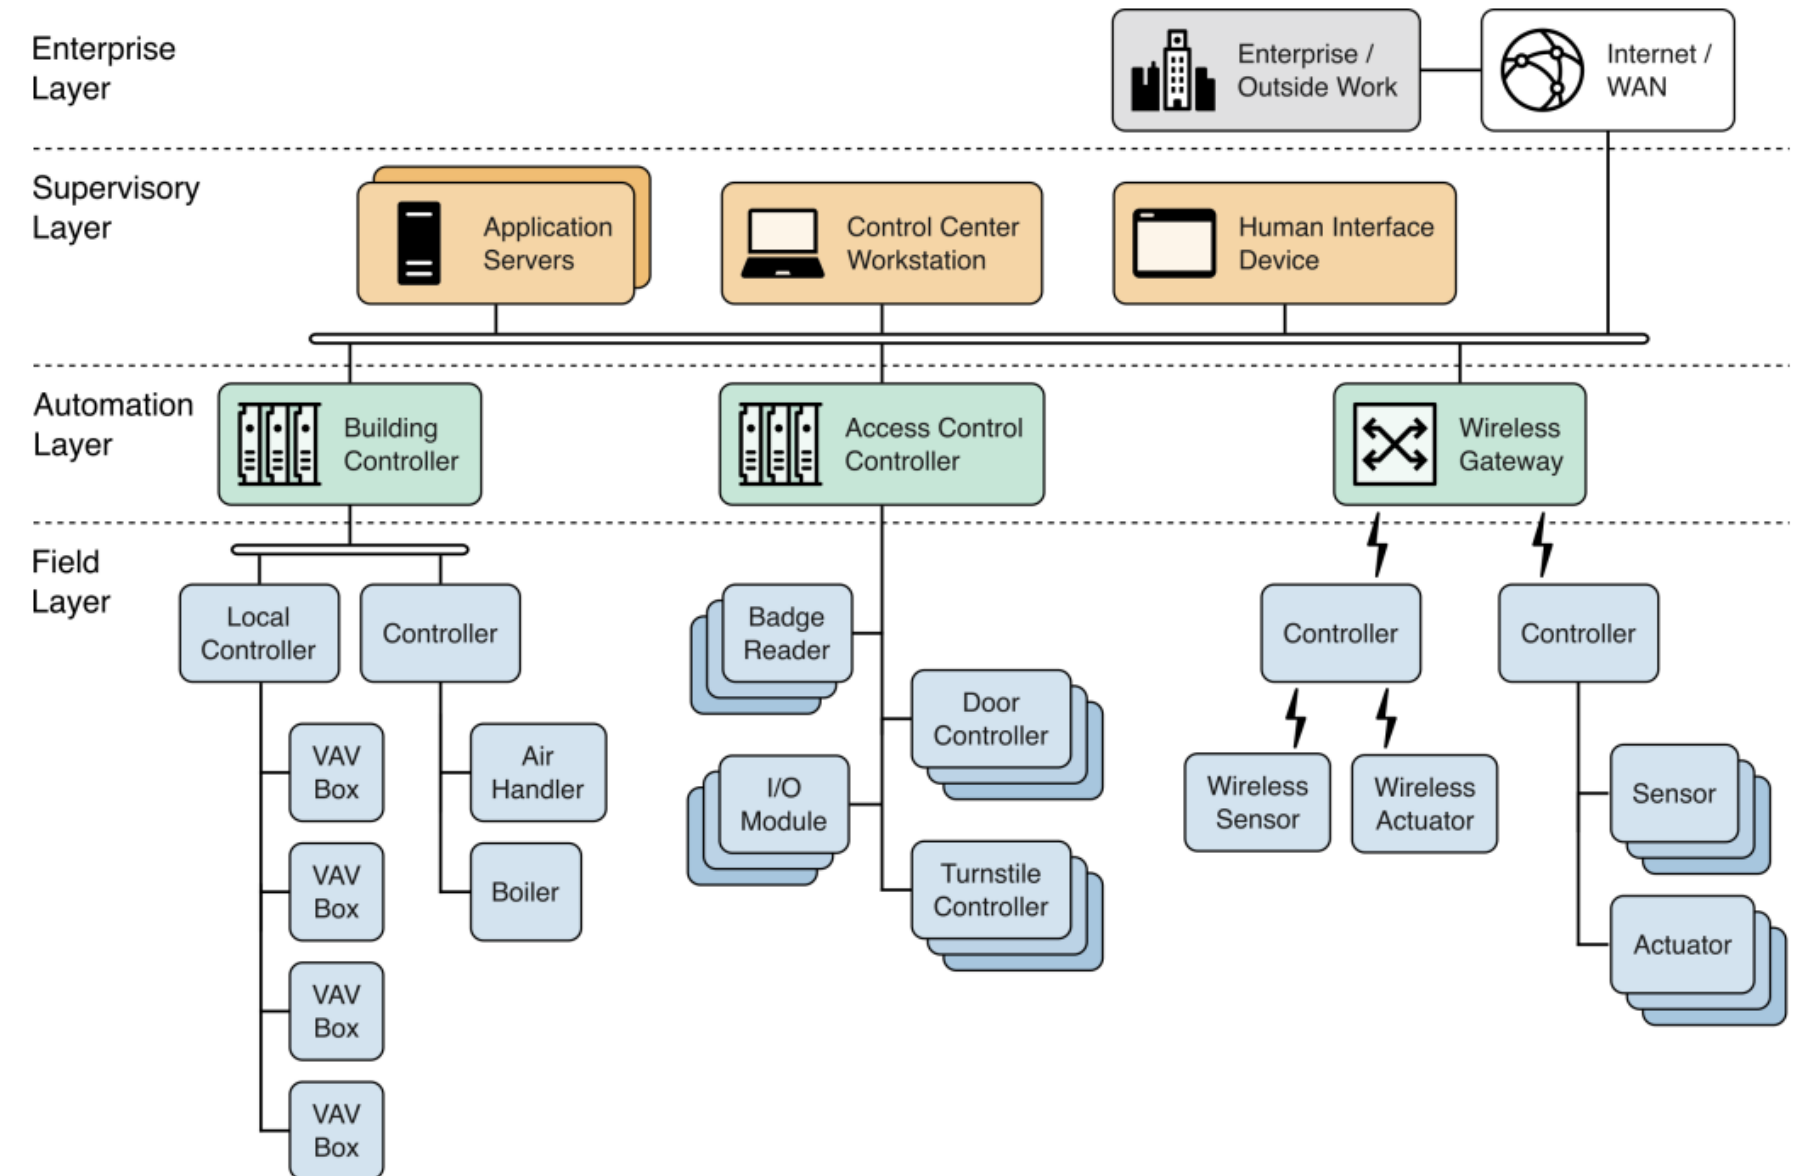 Enterprise
Layer
Enterprise /
Outside Work
Internet /
WAN
Supervisory
Layer
Application
Servers
Control Center
Workstation
Human Interface
Device
Automation
Layer
Building
Controller
Access Control
Controller
Wireless
Gateway
Field
Layer
Local
Controller
Controller
Badge
Reader
Controller
Controller
Door
Controller
VAV
Box
Air
Handler
I/O
Module
Wireless
Sensor
Wireless
Actuator
Sensor
VAV
Box
Boiler
Turnstile
Controller
Actuator
VAV
Box
VAV
Box